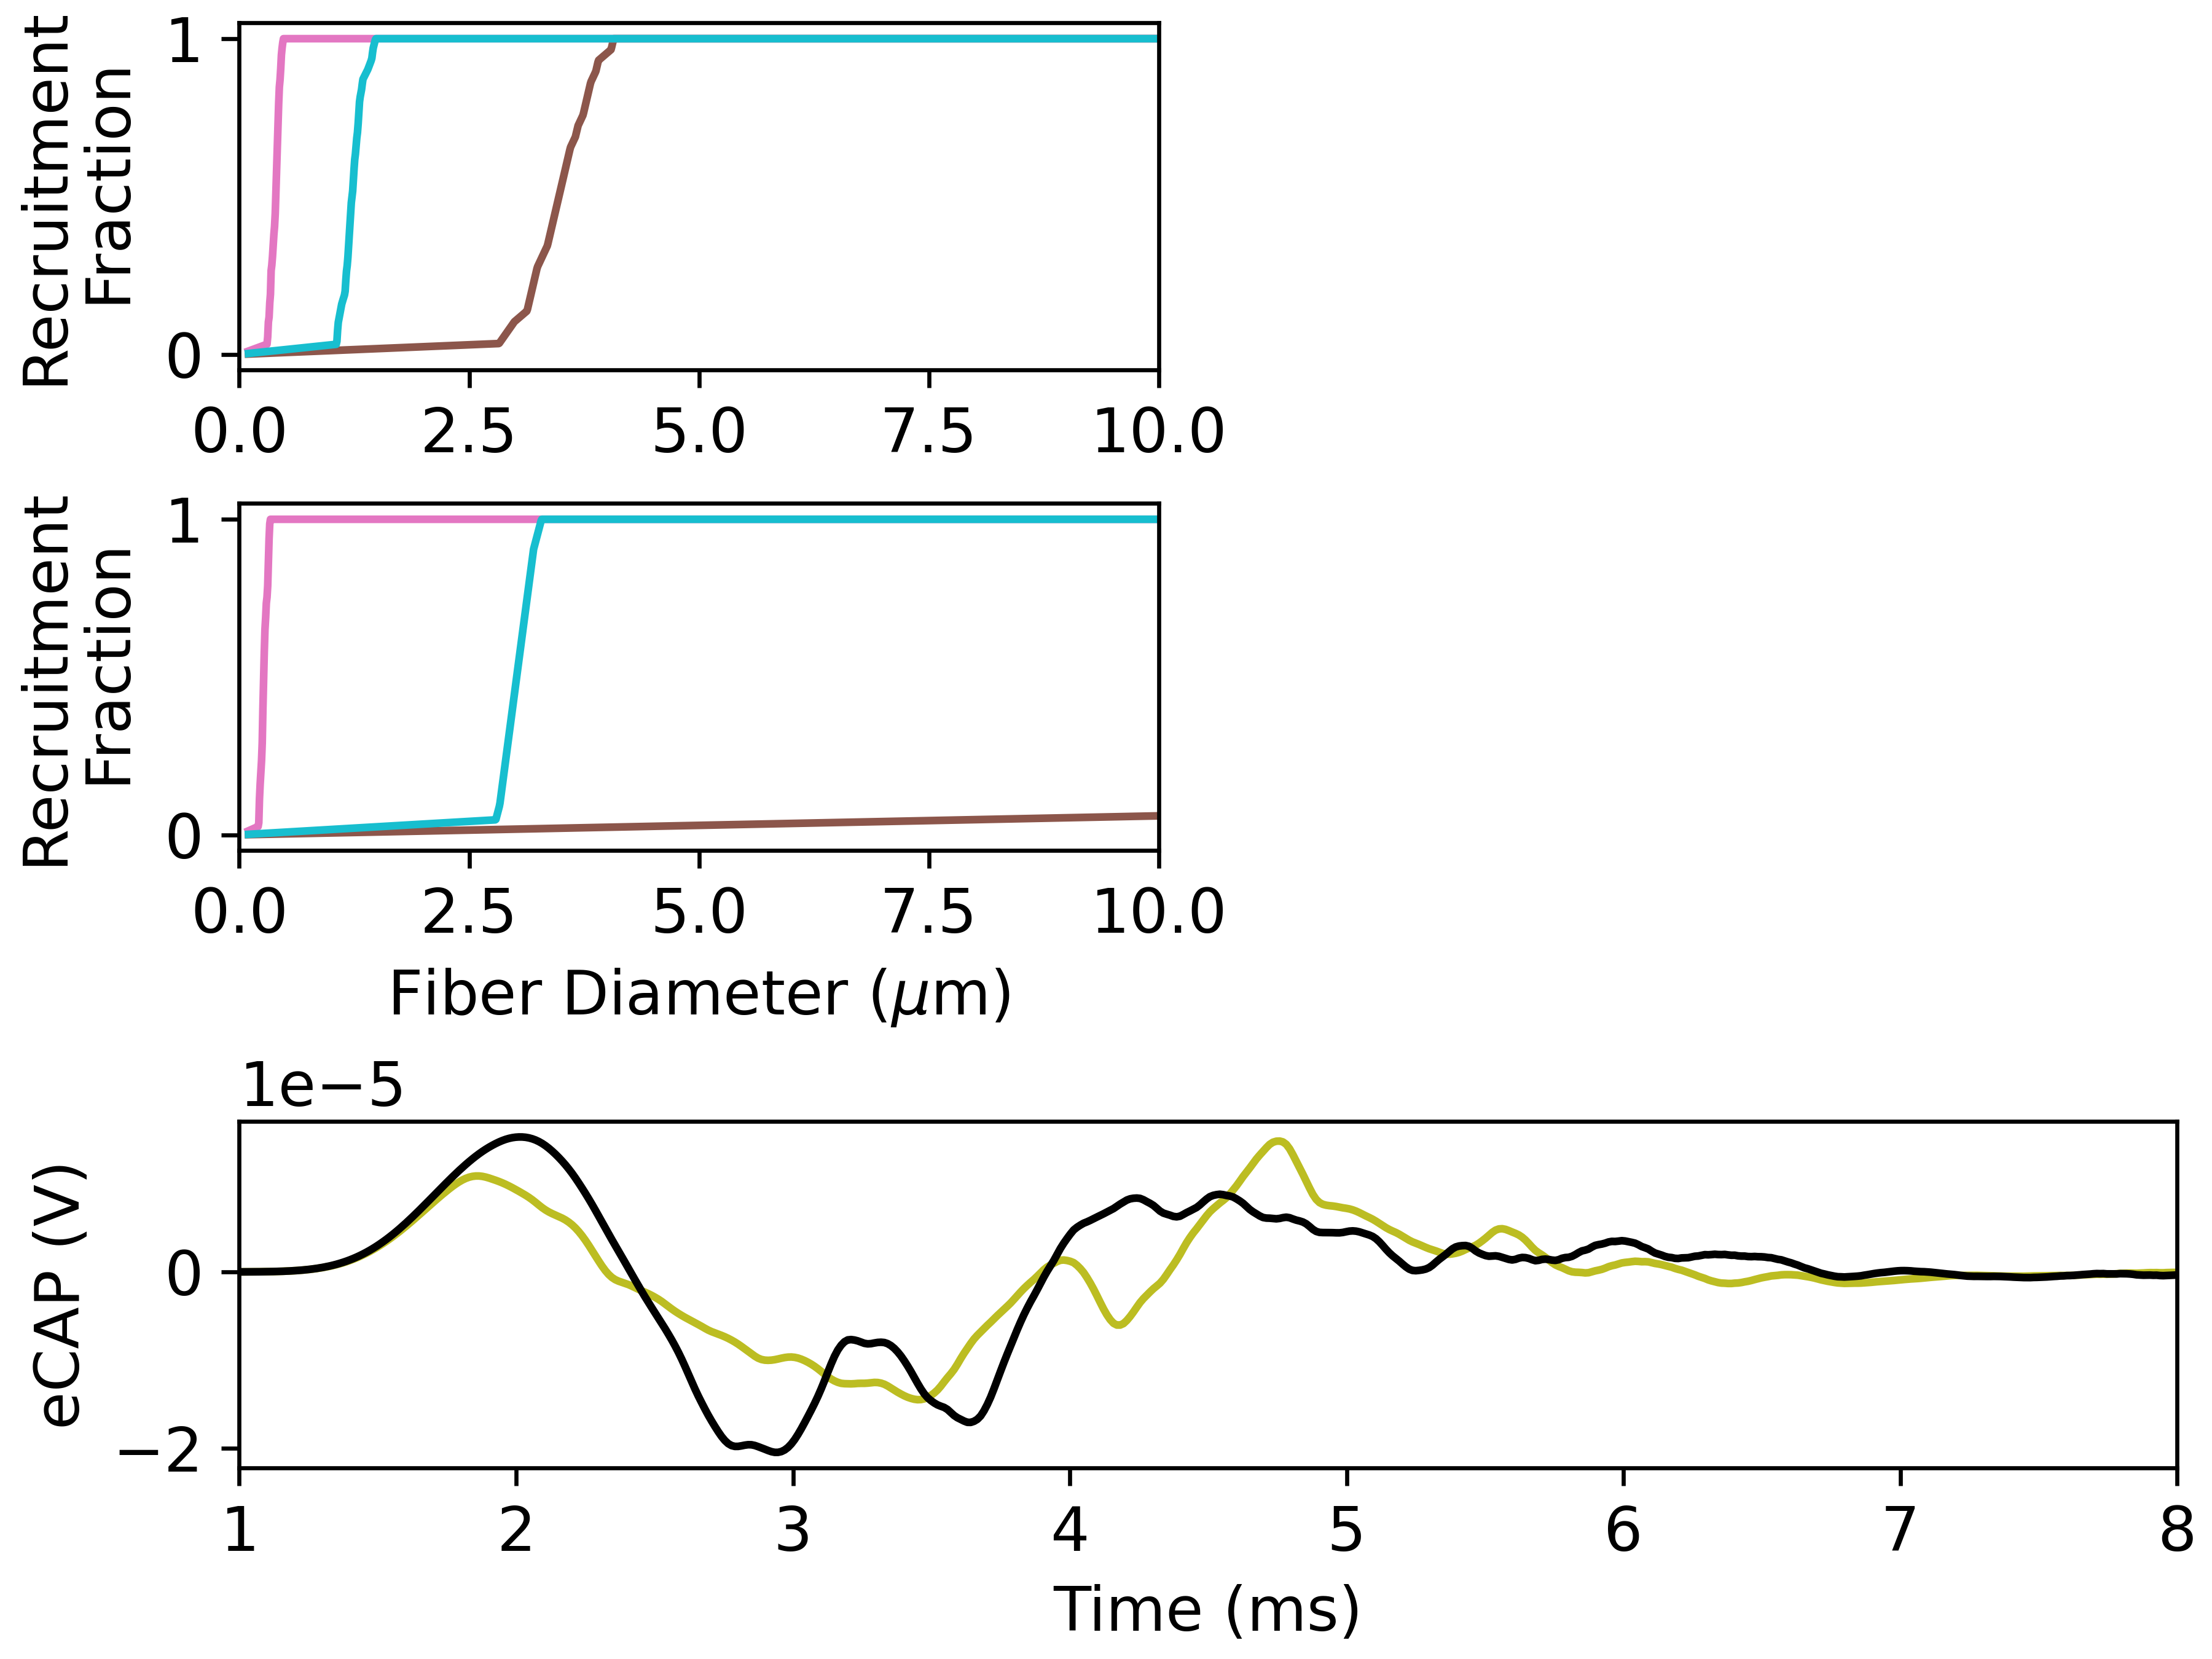 Recruitment
Fraction
1
0
0.0 2.5 5.0 7.5 10.0
Recruitment
Fraction
1
0
0.0 2.5 5.0 7.5 10.0
Fiber Diameter (μm)
1e−5
eCAP (V)
0
−2
1 2 3 4 5 6 7 8
Time (ms)